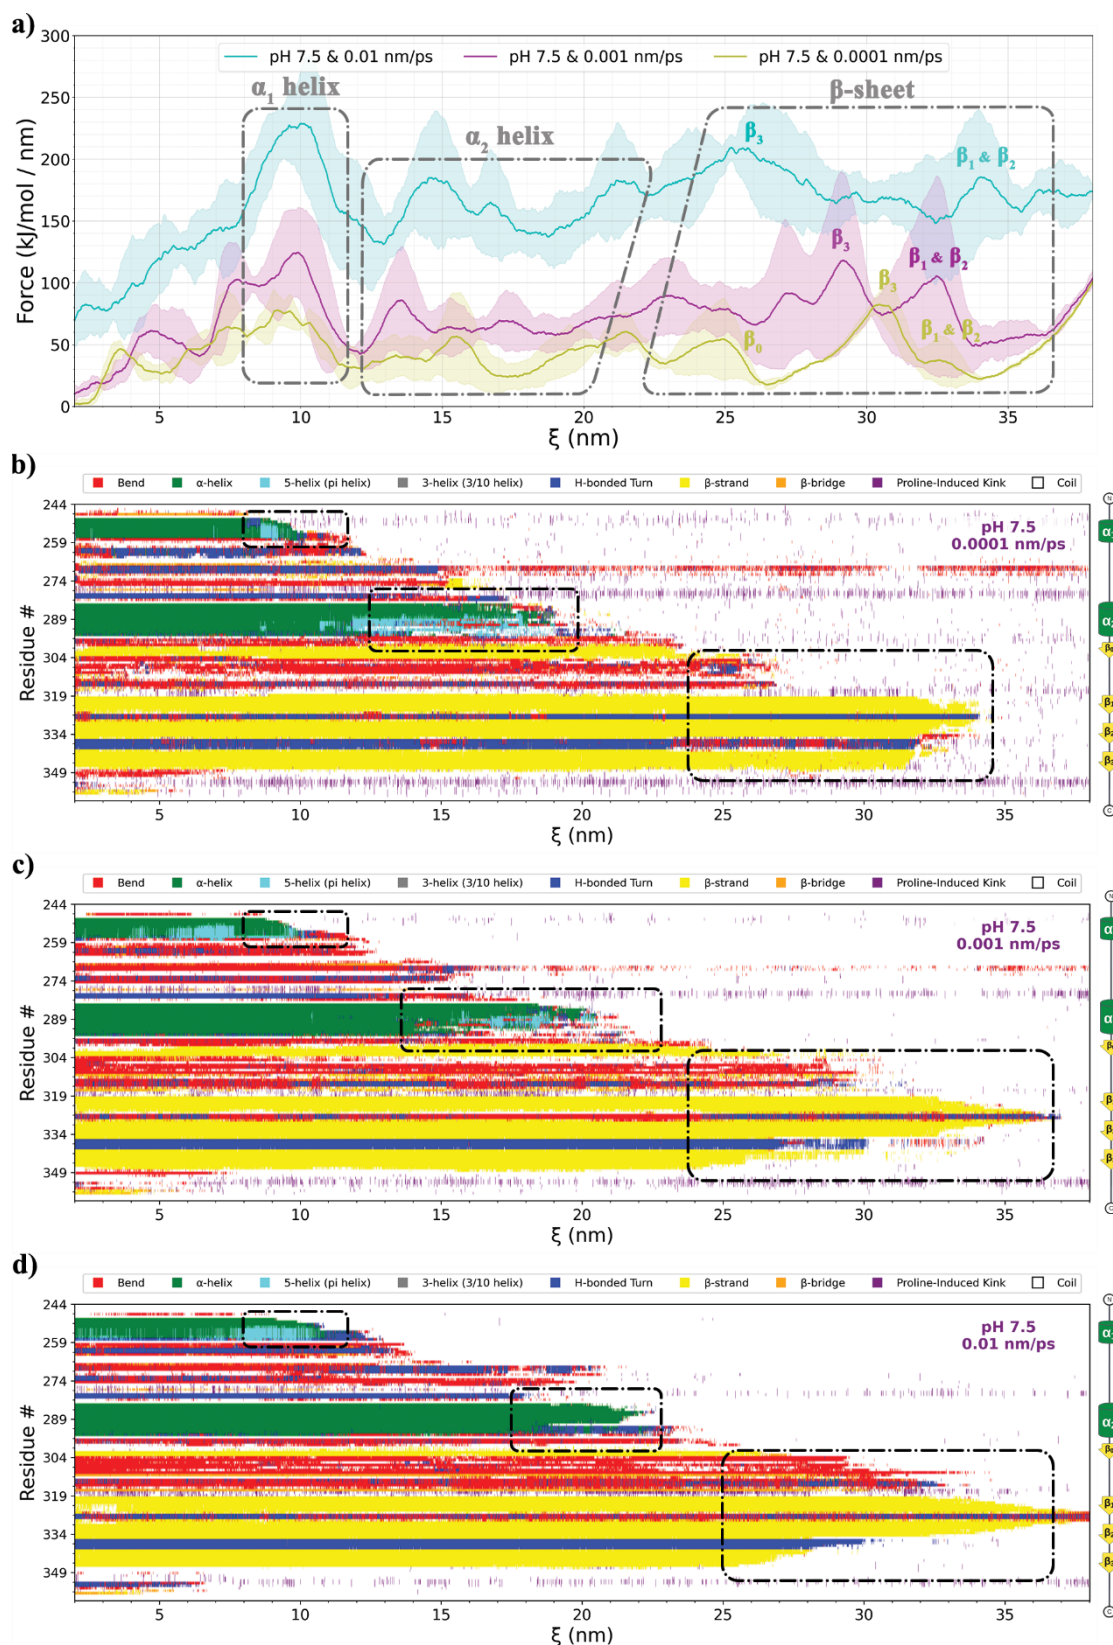 a)
pH 7.5 & 0.01 nm/ps pH 7.5 & 0.001 nm/ps pH 7.5 & 0.0001 nm/ps
α1 helix
α2 helix
β-sheet
β3
β1 & β2
β3
β1 & β2
β3
β1 & β2
β0
Force (kJ/mol / nm)
300
250
200
150
100
50
0
5 10 15 20 25 30 35
ξ (nm)
b)
Bend α-helix 5-helix (pi helix) 3-helix (3/10 helix) H-bonded Turn β-strand β-bridge Proline-Induced Kink Coil
pH 7.5
0.0001 nm/ps
Residue #
244
259
274
289
304
319
334
349
5 10 15 20 25 30 35
ξ (nm)
N
α
α
β0
β1
β2
β3
C
c)
Bend α-helix 5-helix (pi helix) 3-helix (3/10 helix) H-bonded Turn β-strand β-bridge Proline-Induced Kink Coil
pH 7.5
0.001 nm/ps
Residue #
244
259
274
289
304
319
334
349
5 10 15 20 25 30 35
ξ (nm)
N
α
α
β
β
β
β
C
d)
Bend α-helix 5-helix (pi helix) 3-helix (3/10 helix) H-bonded Turn β-strand β-bridge Proline-Induced Kink Coil
pH 7.5
0.01 nm/ps
Residue #
244
259
274
289
304
319
334
349
5 10 15 20 25 30 35
ξ (nm)
N
α
α
β0
β1
β2
β3
C